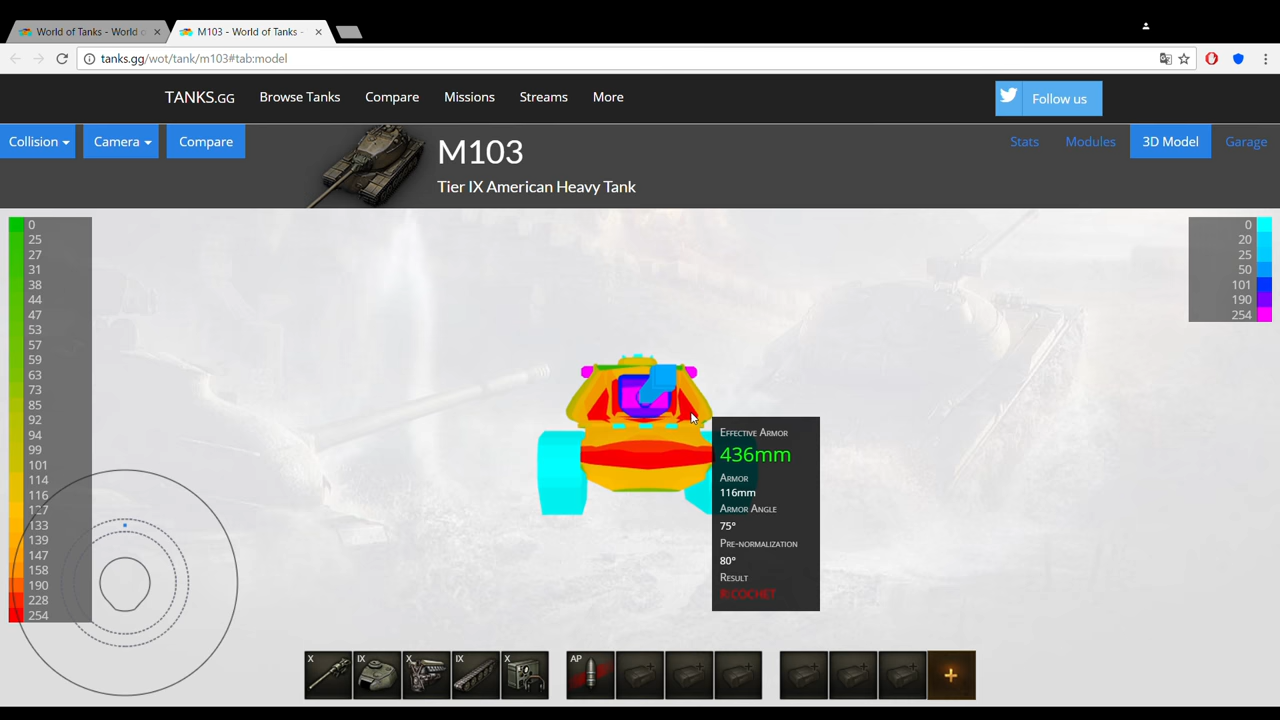 World of Tanks - World o
M103 - World of Tanks -
tanks.gg/wot/tank/m103#tab:model
TANKS.GG
Browse Tanks
Compare
Missions
Streams
More
Follow us
Collision
Camera
Compare
M103
Tier IX American Heavy Tank
Stats
Modules
3D Model
Garage
0
25
27
31
38
44
47
53
57
59
63
73
85
92
94
99
101
114
116
127
133
139
147
158
190
228
254
0
20
25
50
101
190
254
Effective Armor
436mm
Armor
116mm
Armor Angle
75°
Pre-normalization
80°
Result
RICOCHET
X
IX
X
IX
X
AP